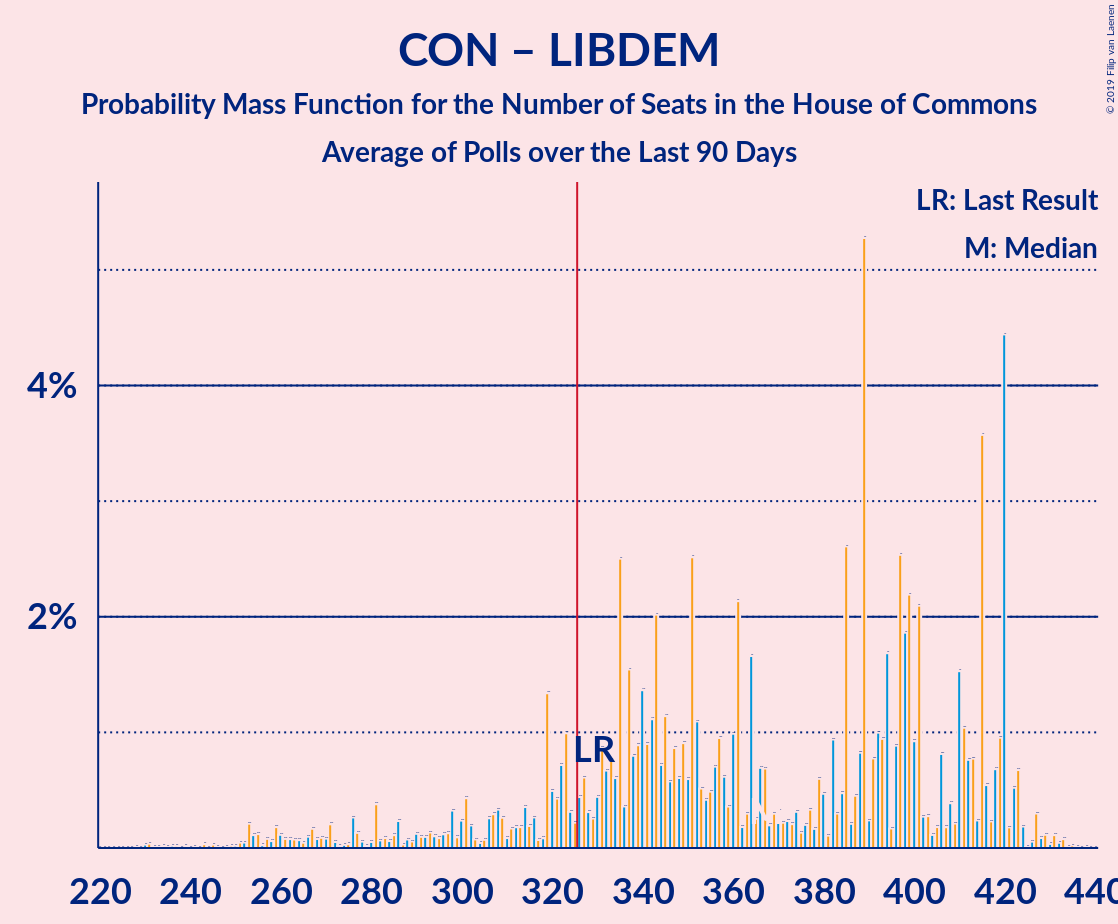 CON – LIBDEM
Probability Mass Function for the Number of Seats in the House of Commons
Average of Polls over the Last 90 Days
© 2019 Filip van Laenen
LR: Last Result
M: Median
4%
2%
LR
220 240 260 280 300 320 340 360 380 400 420 440